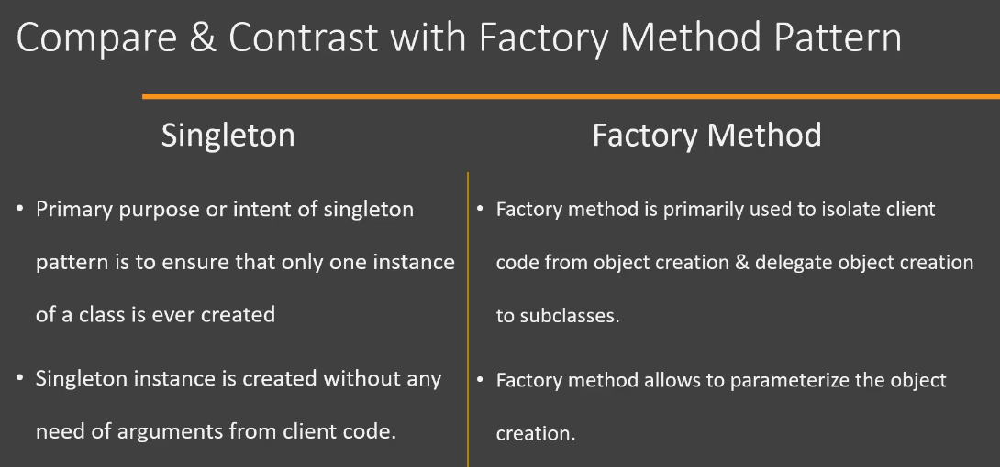 Compare & Contrast with Factory Method Pattern
Singleton
• Primary purpose or intent of singleton
pattern is to ensure that only one instance
of a class is ever created
• Singleton instance is created without any
need of arguments from client code.
Factory Method
• Factory method is primarily used to isolate client
code from object creation & delegate object creation
to subclasses.
• Factory method allows to parameterize the object
creation.